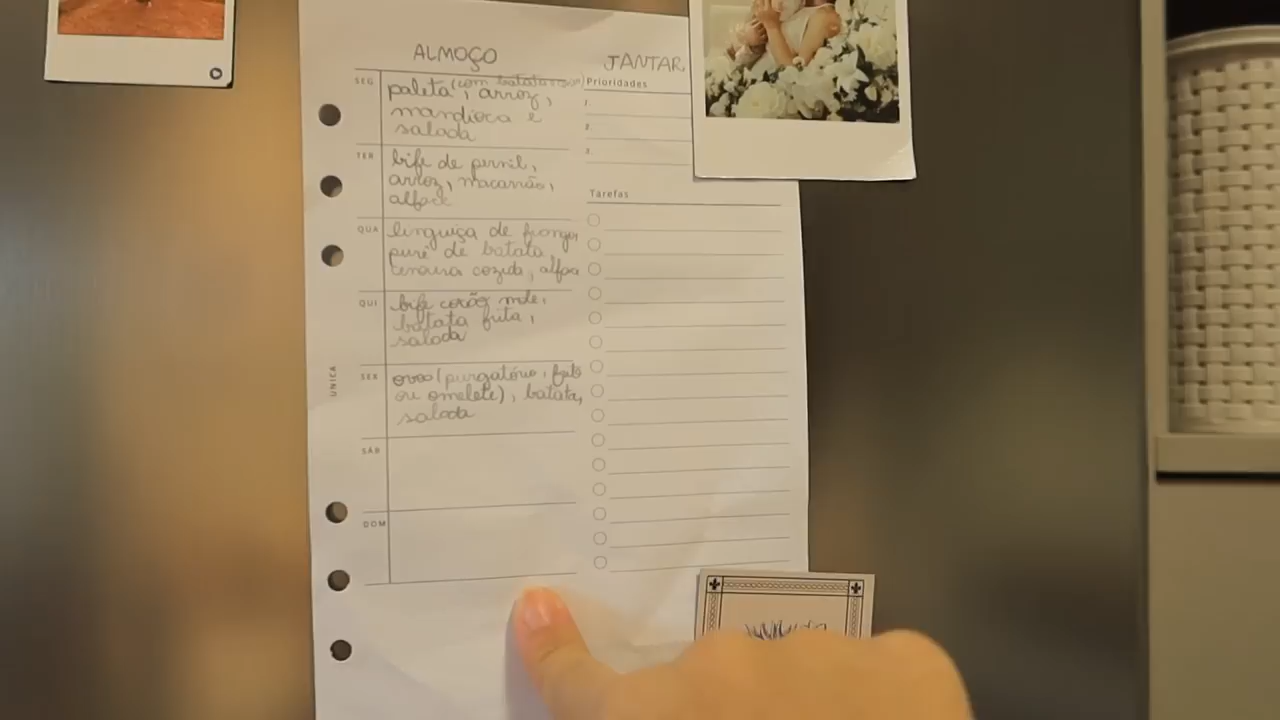 ALMOÇO
JANTAR
SEG
paleta (com batata
arroz,
mandioca e
salada
TER
bife de pernil,
arroz, macarrão,
alface
QUA
linguiça de frango,
purê de batata,
cenoura cozida, alface
QUI
bife coxão mole,
batata frita,
salada
SEX
ovos (purgatório, frito
ou omelete), batata,
salada
SÁB
DOM
ÚNICA
Prioridades
1.
2.
3.
Tarefas